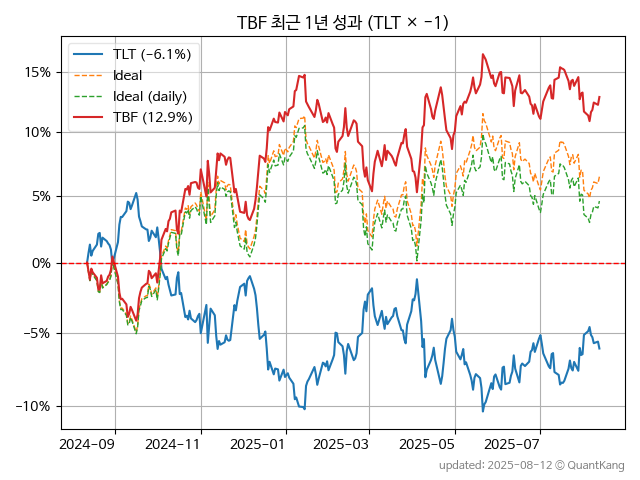 TBF 최근 1년 성과 (TLT × −1)
TLT (−6.1%)
Ideal
Ideal (daily)
TBF (12.9%)
15%
10%
5%
0%
−5%
−10%
2024−09
2024−11
2025−01
2025−03
2025−05
2025−07
updated: 2025-08-12 © QuantKang